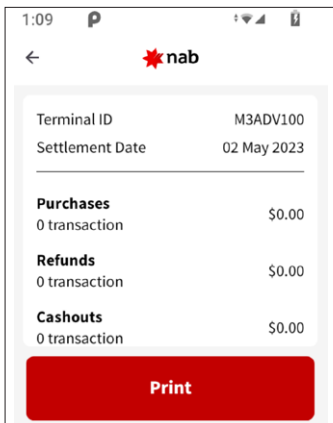 1:09
nab
Terminal ID M3ADV100
Settlement Date 02 May 2023
Purchases
0 transaction $0.00
Refunds
0 transaction $0.00
Cashouts
0 transaction $0.00
Print